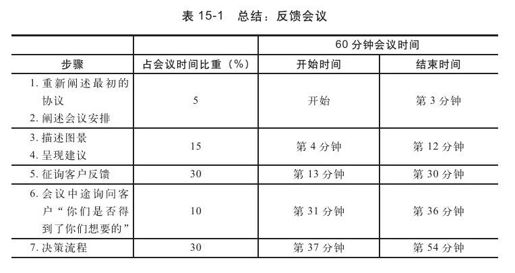 表 15-1 总结：反馈会议
60 分钟会议时间
步骤 占会议时间比重（%） 开始时间 结束时间
1. 重新阐述最初的
协议
2. 阐述会议安排
5 开始 第 3 分钟
3. 描述图景
4. 呈现建议
15 第 4 分钟 第 12 分钟
5. 征询客户反馈 30 第 13 分钟 第 30 分钟
6. 会议中途询问客
户“你们是否得
到了你们想要的”
10 第 31 分钟 第 36 分钟
7. 决策流程 30 第 37 分钟 第 54 分钟